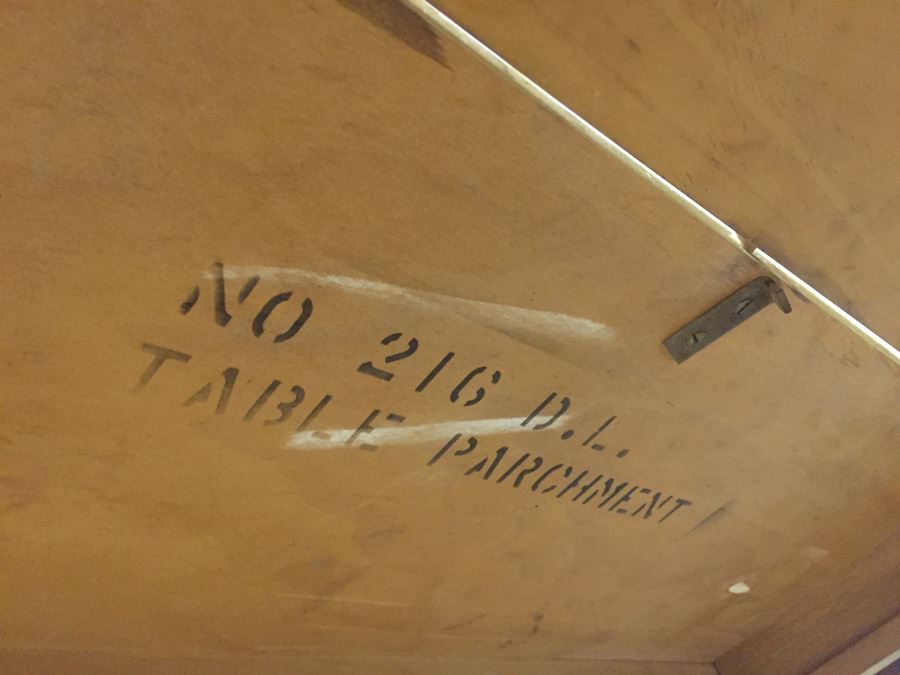 NO 216 D.L.
TABLE PARCHMENT